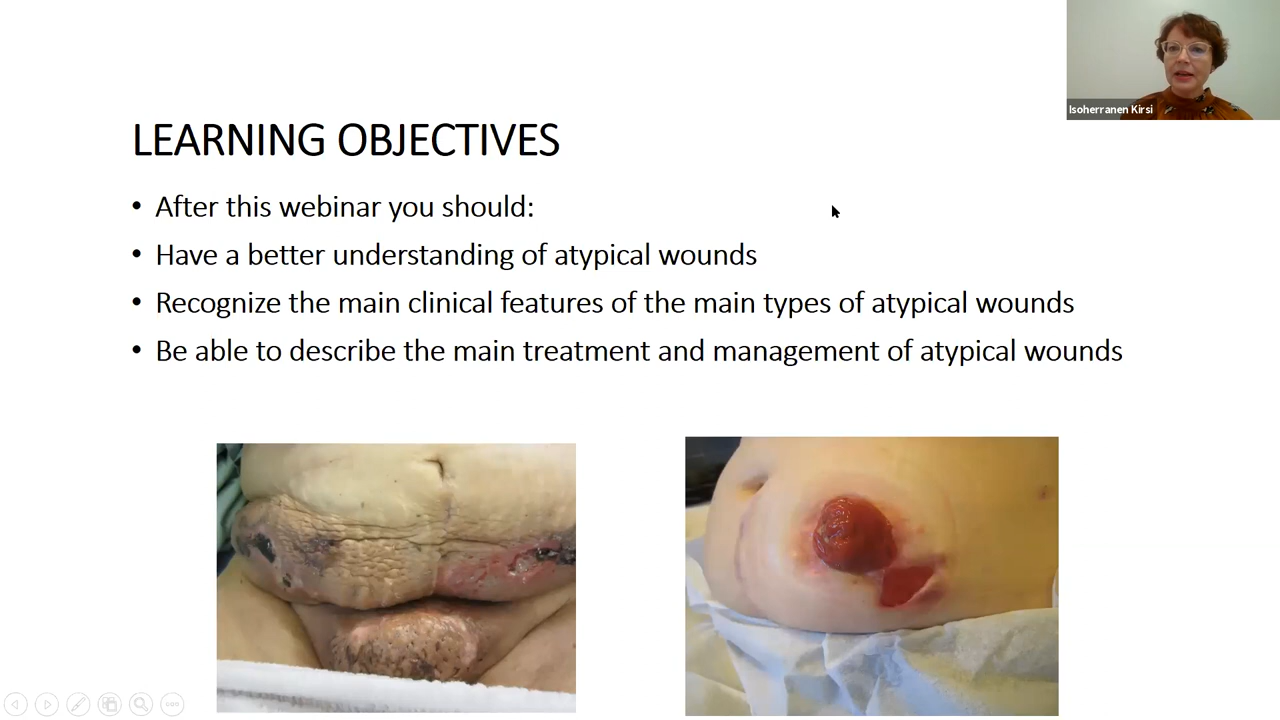 Isoherranen Kirsi
LEARNING OBJECTIVES
• After this webinar you should:
• Have a better understanding of atypical wounds
• Recognize the main clinical features of the main types of atypical wounds
• Be able to describe the main treatment and management of atypical wounds